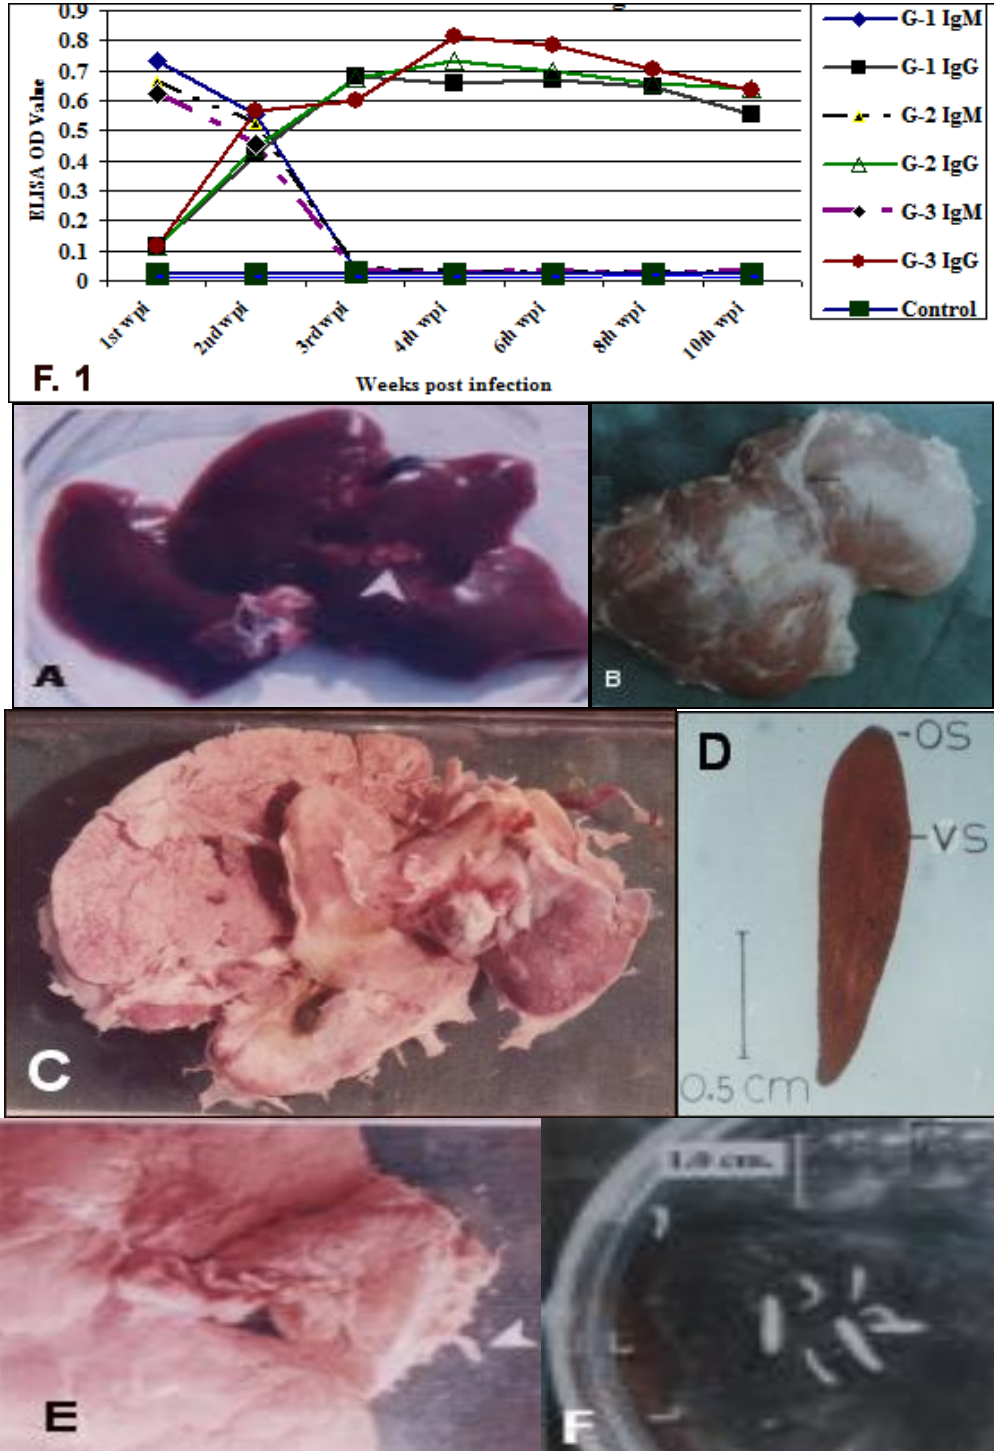 0.9
0.8
0.7
0.6
0.5
0.4
0.3
0.2
0.1
0
ELISA OD Value
1st wpi
2nd wpi
3rd wpi
4th wpi
6th wpi
8th wpi
10th wpi
Weeks post infection
G-1 IgM
G-1 IgG
G-2 IgM
G-2 IgG
G-3 IgM
G-3 IgG
Control
F. 1
A
B
C
D
OS
VS
0.5 cm
E
1.0 cm.
F